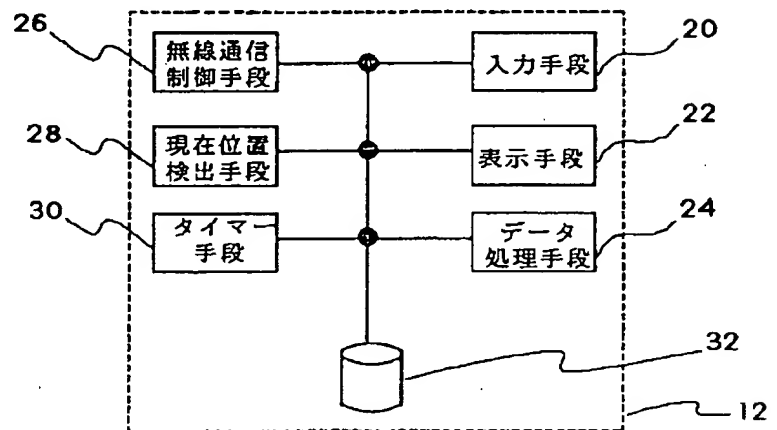 26
無線通信
制御手段
入力手段
20
28
現在位置
検出手段
表示手段
22
30
タイマー
手段
データ
処理手段
24
32
12